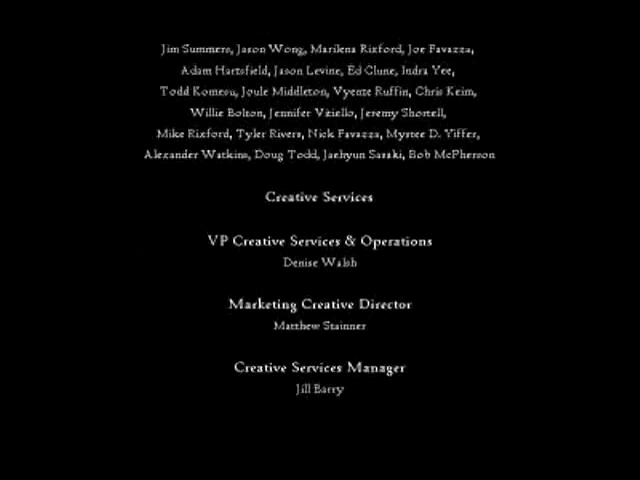 Jim Summers, Jason Wong, Marilena Rixford, Joe Favazza,
Adam Hartsfield, Jason Levine, Ed Clune, Indra Yee,
Todd Komesu, Joule Middleton, Vyente Ruffin, Chris Keim,
Willie Bolton, Jennifer Vitiello, Jeremy Shortell,
Mike Rixford, Tyler Rivers, Nick Favazza, Mystee D. Yiffer,
Alexander Watkins, Doug Todd, Jaehyun Sasaki, Bob McPherson
Creative Services
VP Creative Services & Operations
Denise Walsh
Marketing Creative Director
Matthew Stainner
Creative Services Manager
Jill Barry